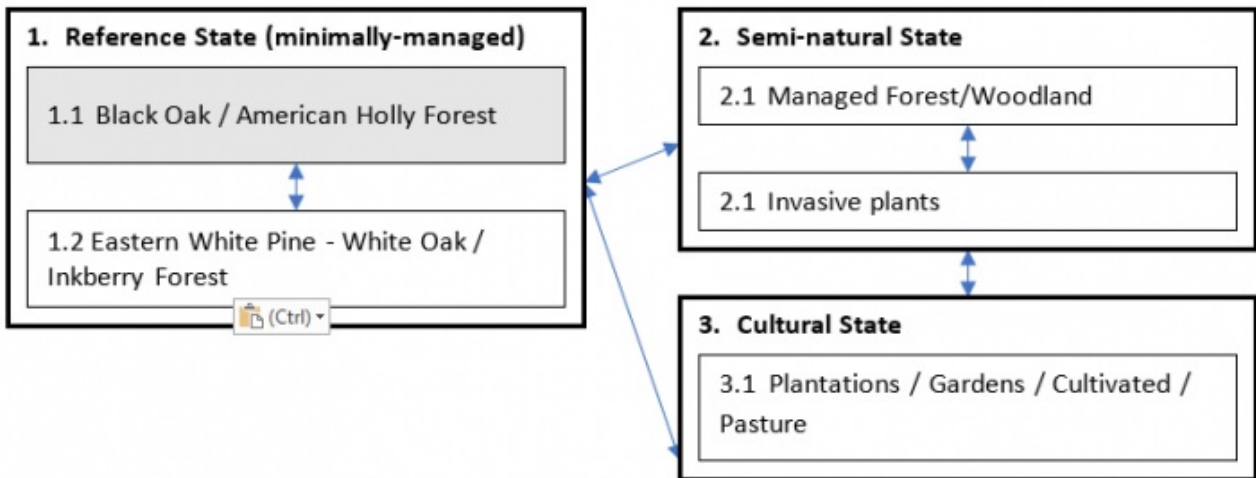 1. Reference State (minimally-managed)
1.1 Black Oak / American Holly Forest
1.2 Eastern White Pine - White Oak /
Inkberry Forest
(Ctrl)
2. Semi-natural State
2.1 Managed Forest/Woodland
2.1 Invasive plants
3. Cultural State
3.1 Plantations / Gardens / Cultivated /
Pasture